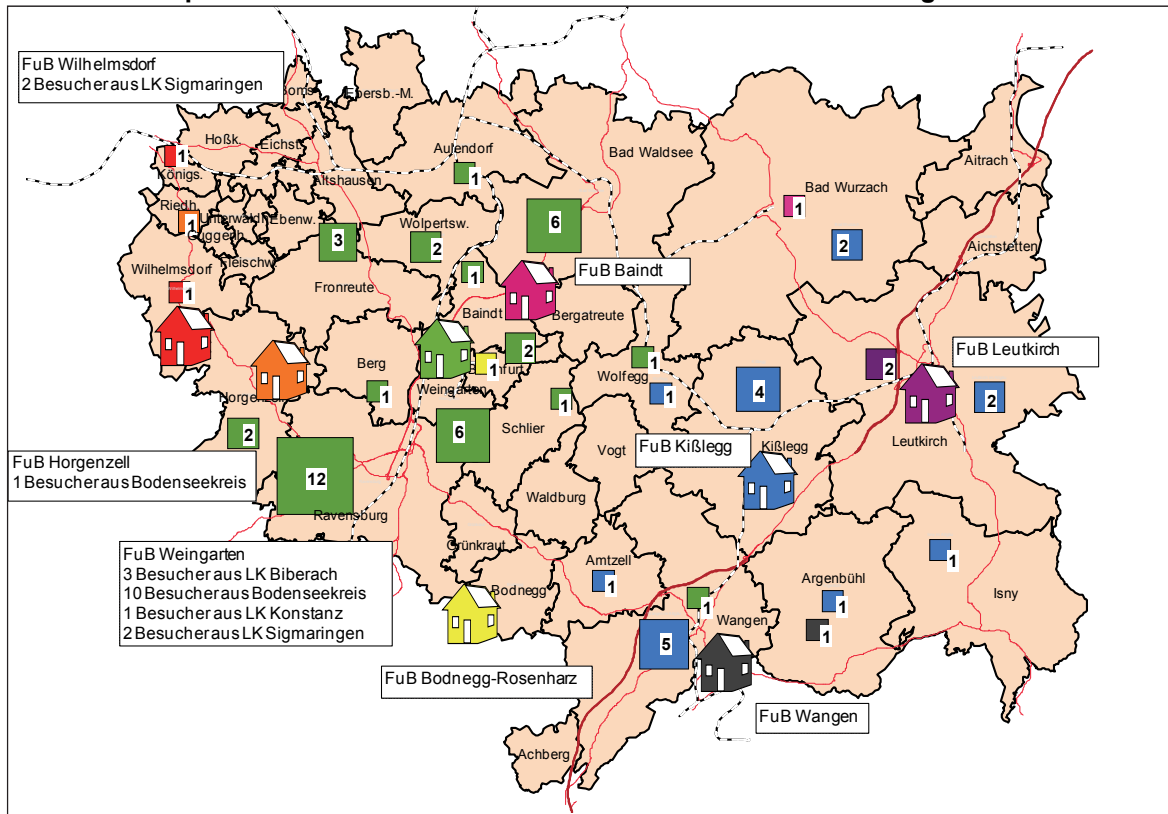 FuB Wilhelmsdorf
2 Besucher aus LK Sigmaringen
Ebersb.-M.
Hoßk.
Eichst.
Aulendorf
Bad Waldsee
Aitrach
1
Königs.
Altshausen
1
Bad Wurzach
Riedh.
1
Unterwaldh.
Ebenw.
Guggenh.
Wolpertsw.
6
1
3
2
2
Aichstetten
Fleischw.
Wilhelmsdorf
1
FuB Baindt
Fronreute
1
Baindt
Bergatreute
FuB Leutkirch
Berg
1
2
1
Wolfegg
2
Weingarten
4
1
2
Horgenzell
1
Schlier
2
6
Vogt
FuB Kißlegg
Kißlegg
Leutkirch
FuB Horgenzell
1 Besucher aus Bodenseekreis
12
Waldburg
Ravensburg
Grünkraut
FuB Weingarten
3 Besucher aus LK Biberach
10 Besucher aus Bodenseekreis
1 Besucher aus LK Konstanz
2 Besucher aus LK Sigmaringen
Amtzell
1
Bodnegg
Argenbühl
1
1
Isny
1
Wangen
1
5
FuB Bodnegg-Rosenharz
FuB Wangen
Achberg